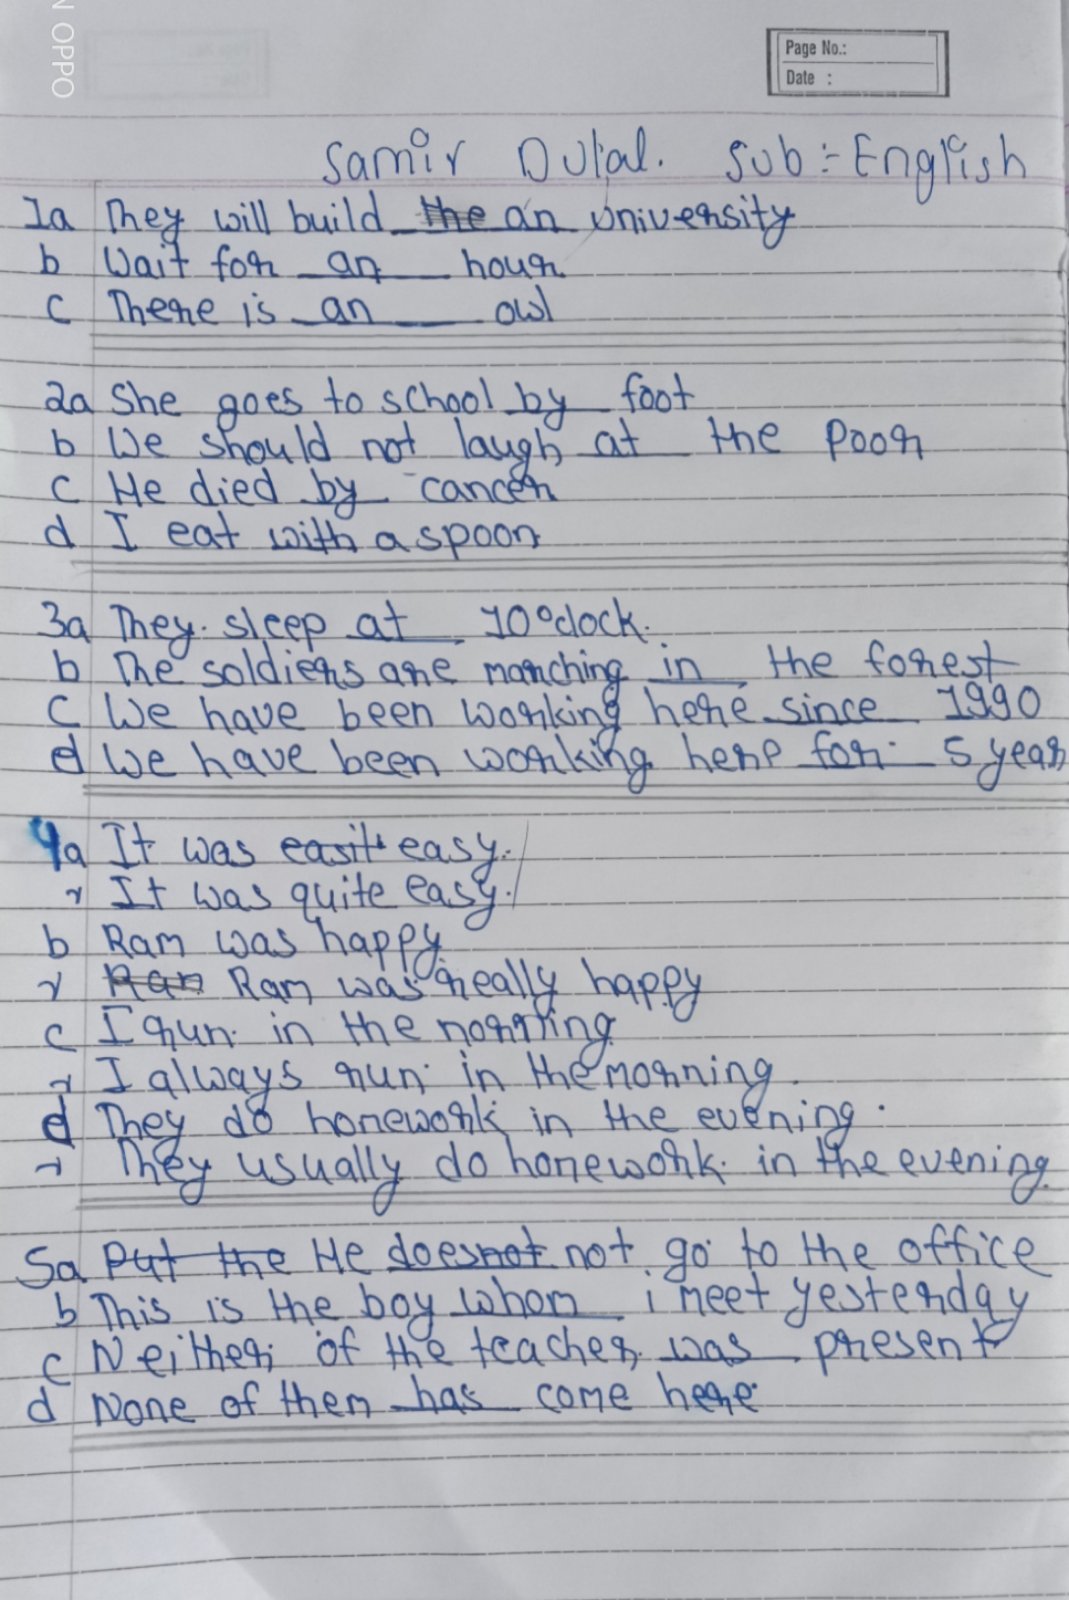 N OPPO
Page No.:
Date :
Samir Dulal. Sub:- English
1a They will build the an university
b Wait for an hour
c There is an owl
2a She goes to school by foot
b We should not laugh at the poor
c He died by cancer
d I eat with a spoon
3a They sleep at 10 o'clock.
b The soldiers are marching in the forest
c We have been working here since 1990
d We have been working here for 5 year
4a It was easit easy.
It was quite easy.
b Ram was happy.
Ran Ram was really happy
c I run in the morning
I always run in the morning.
d They do homework in the evening.
They usually do homework in the evening.
5a Put the He doesnot not go to the office
b This is the boy whom i meet yesterday
c Neither of the teacher was present
d None of them has come here